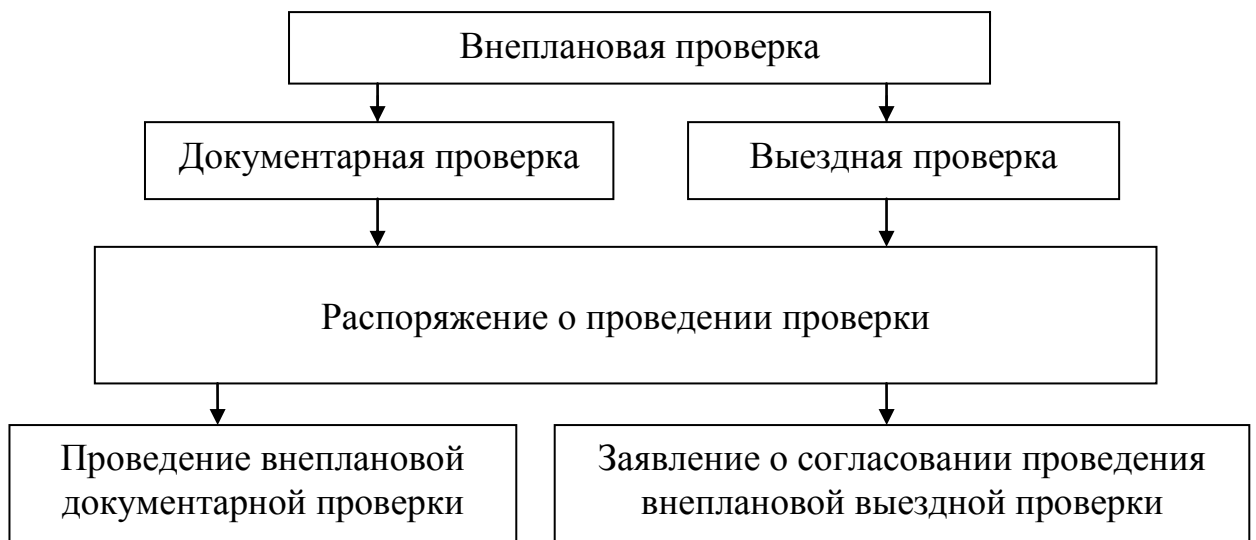 Внеплановая проверка
Документарная проверка
Выездная проверка
Распоряжение о проведении проверки
Проведение внеплановой
документарной проверки
Заявление о согласовании проведения
внеплановой выездной проверки